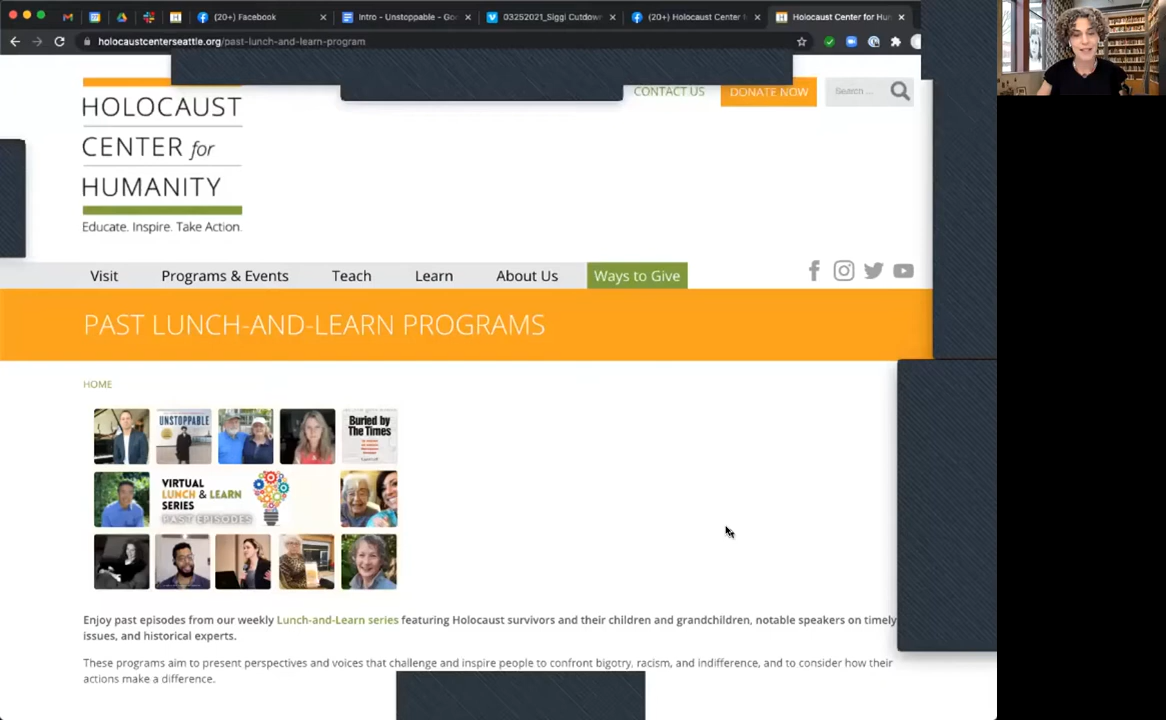 (20+) Facebook
Intro - Unstoppable - Go
03252021_Siggi Cutdown
(20+) Holocaust Center f
Holocaust Center for Hum
holocaustcenterseattle.org/past-lunch-and-learn-program
CONTACT US
DONATE NOW
Search ...
HOLOCAUST
CENTER for
HUMANITY
Educate. Inspire. Take Action.
Visit
Programs & Events
Teach
Learn
About Us
Ways to Give
PAST LUNCH-AND-LEARN PROGRAMS
HOME
UNSTOPPABLE
Buried by
The Times
VIRTUAL
LUNCH & LEARN
SERIES
PAST EPISODES
Enjoy past episodes from our weekly Lunch-and-Learn series featuring Holocaust survivors and their children and grandchildren, notable speakers on timely
issues, and historical experts.
These programs aim to present perspectives and voices that challenge and inspire people to confront bigotry, racism, and indifference, and to consider how their
actions make a difference.